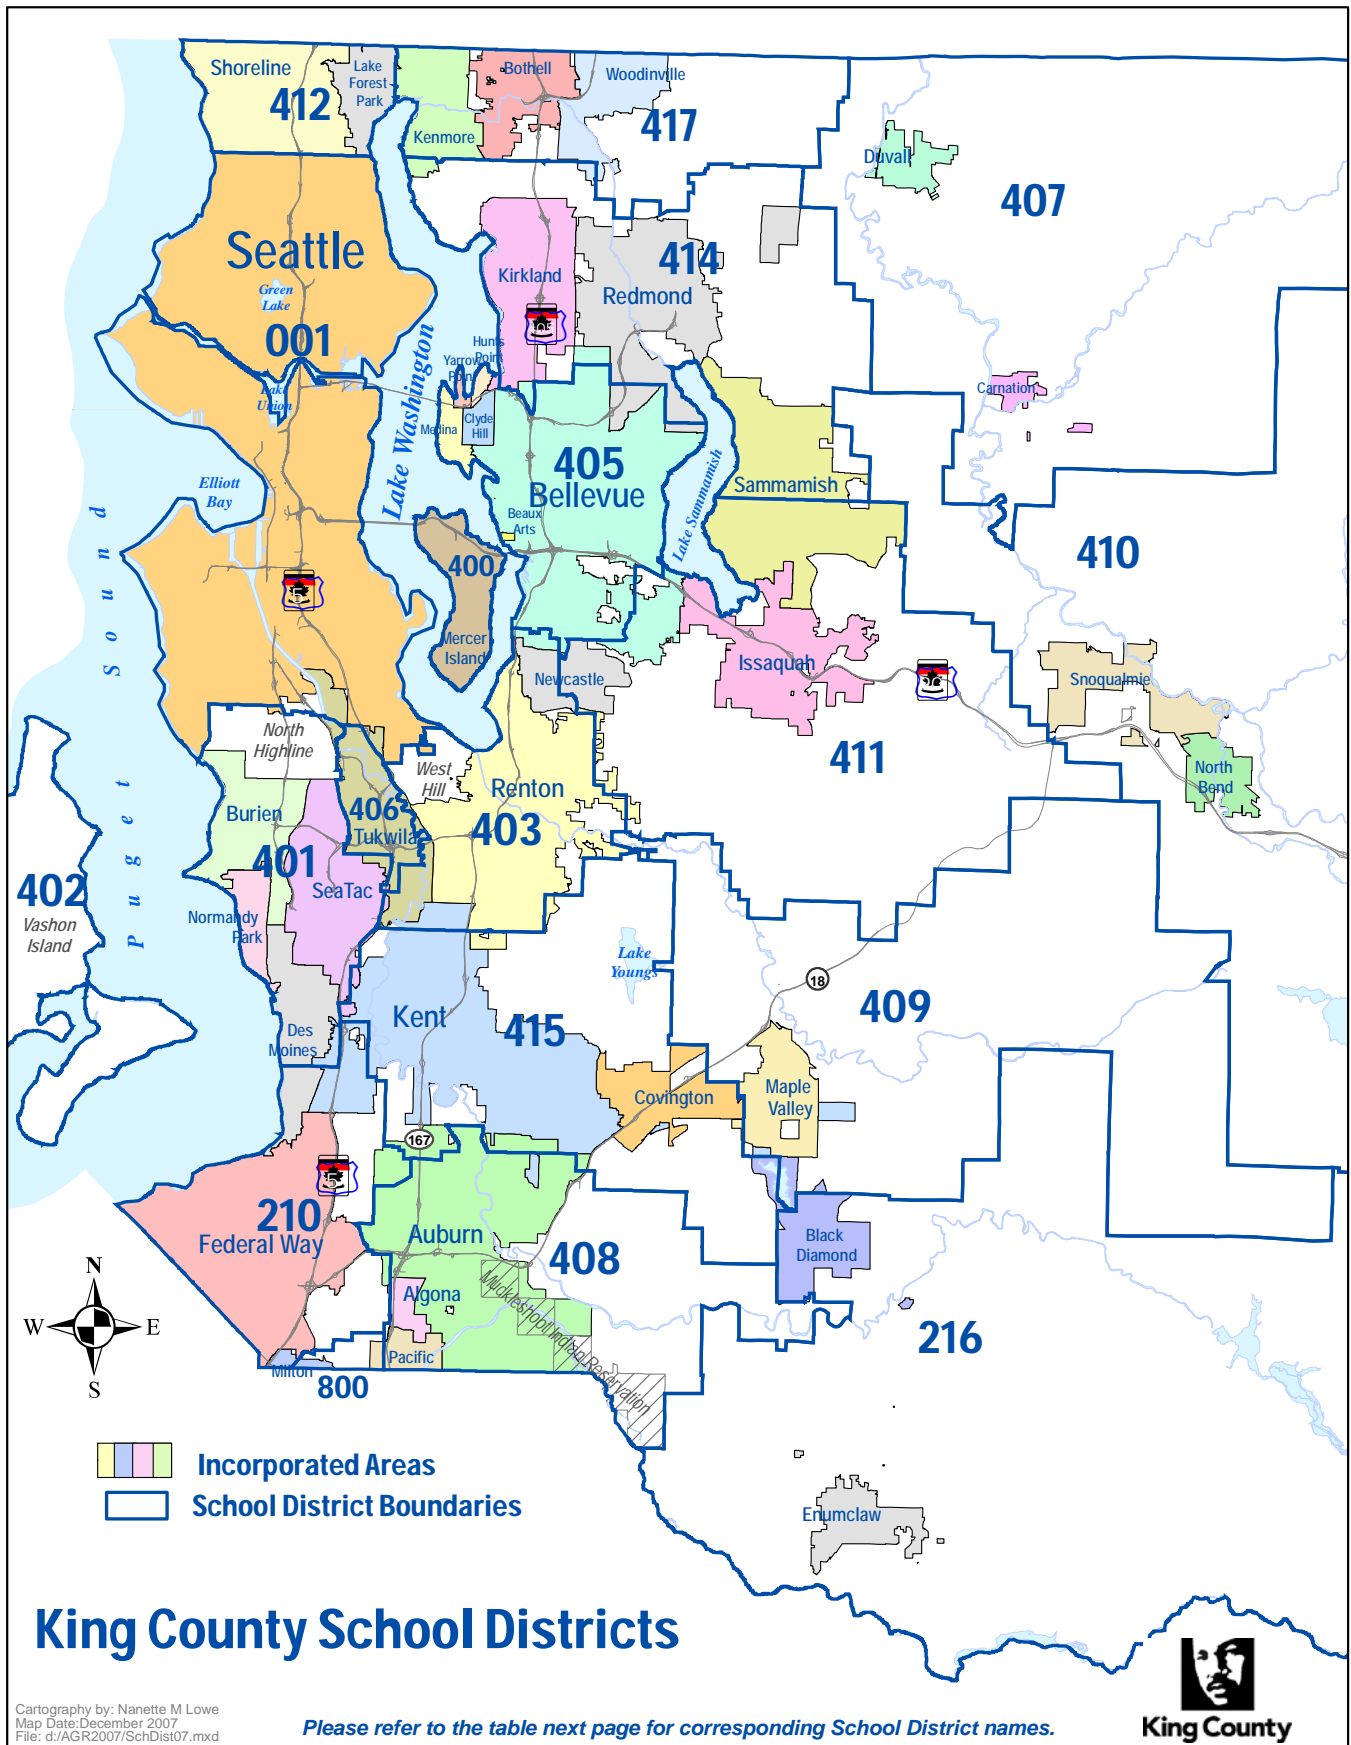 Shoreline
412
Lake
Forest
Park
Bothell
Woodinville
Kenmore
417
Duvall
407
Seattle
Green
Lake
001
Lake
Union
Kirkland
414
Redmond
Hunts
Point
Yarrow
Point
Medina
Clyde
Hill
Lake Washington
405
Bellevue
Beaux
Arts
Lake Sammamish
Sammamish
Carnation
Elliott
Bay
400
Mercer
Island
410
Newcastle
Issaquah
Snoqualmie
North
Bend
411
Puget Sound
North
Highline
West
Hill
Renton
403
Burien
406
Tukwila
401
SeaTac
402
Vashon
Island
Normandy
Park
Lake
Youngs
18
409
Kent
415
Des
Moines
Covington
Maple
Valley
167
5
210
Federal Way
Auburn
408
Black
Diamond
Algona
Muckleshoot Indian Reservation
216
Pacific
Milton
800
N
W
E
S
Incorporated Areas
School District Boundaries
Enumclaw
King County School Districts
Cartography by: Nanette M Lowe
Map Date:December 2007
File: d:/AGR2007/SchDist07.mxd
Please refer to the table next page for corresponding School District names.
King County